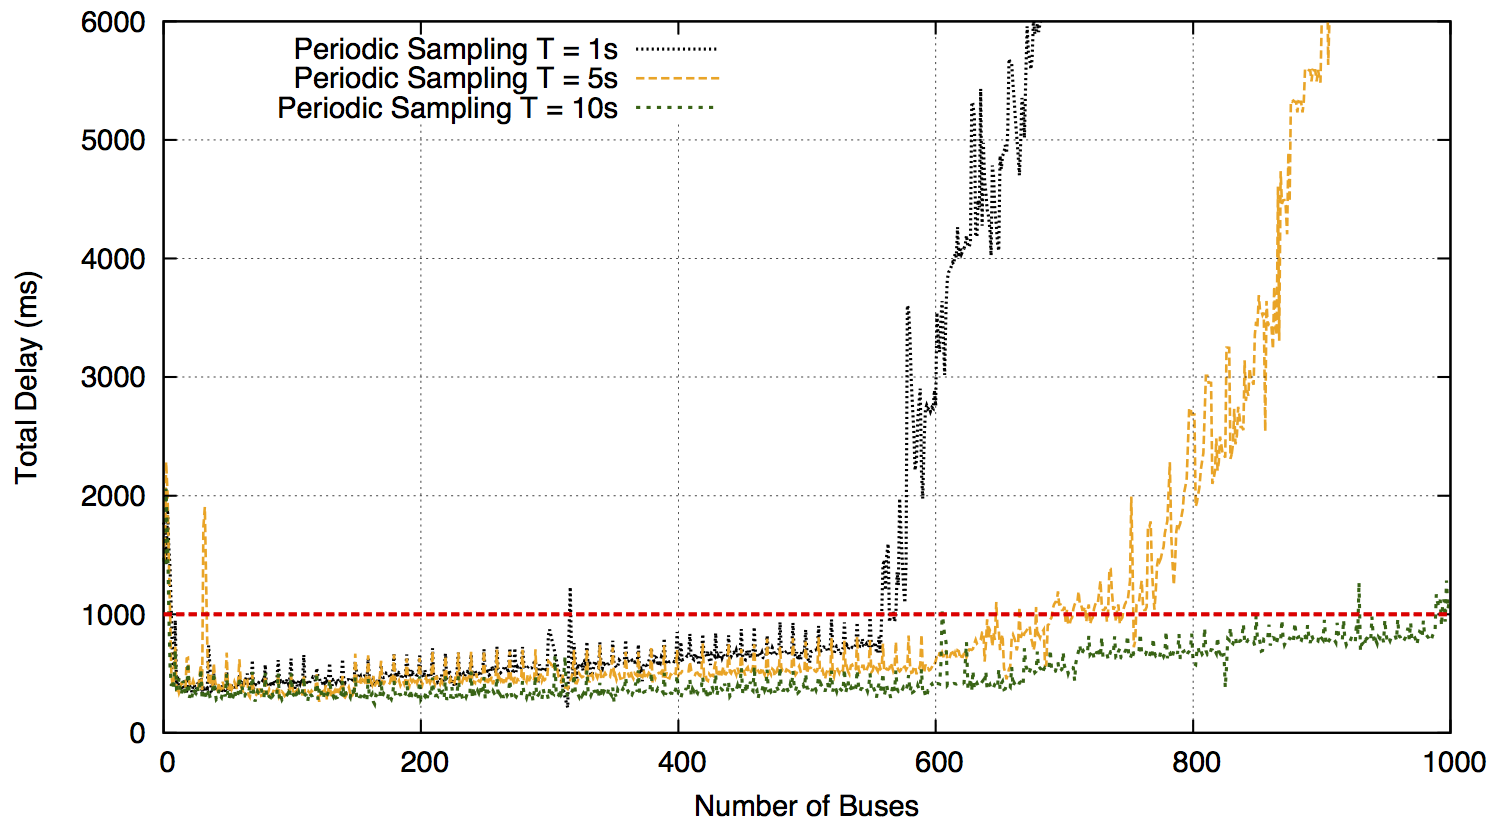 6000
5000
4000
3000
2000
1000
0
Total Delay (ms)
Periodic Sampling T = 1s
Periodic Sampling T = 5s
Periodic Sampling T = 10s
0 200 400 600 800 1000
Number of Buses